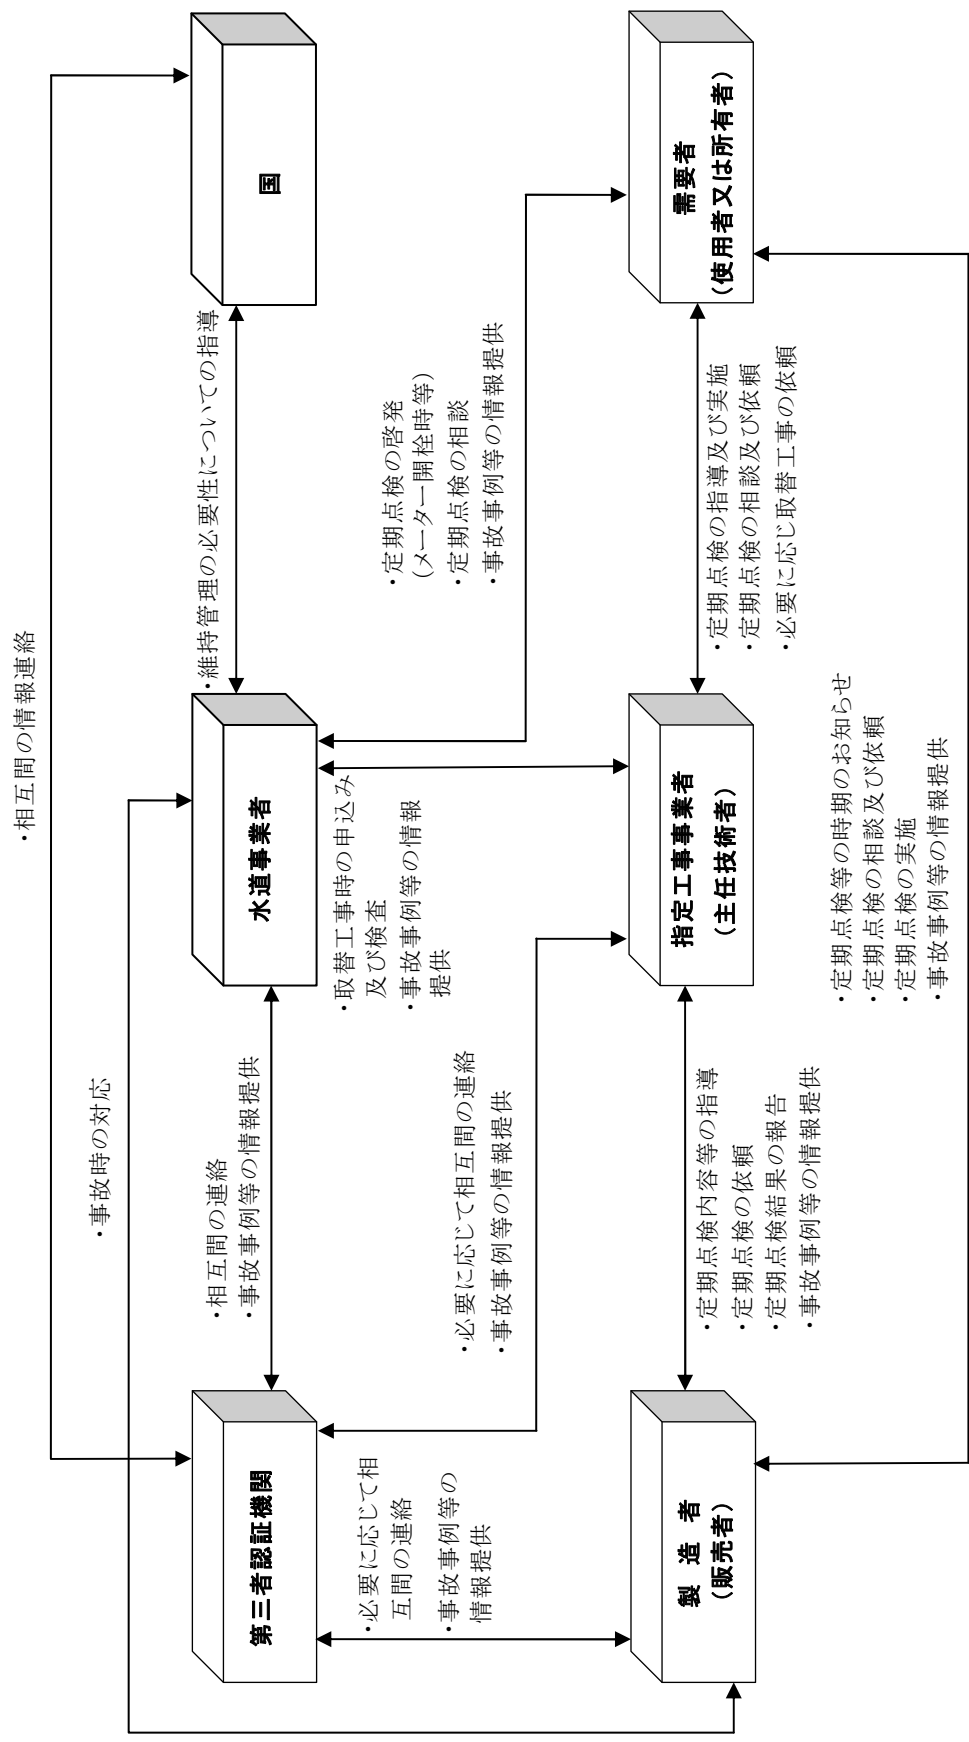 ・相互間の情報連絡
・事故時の対応
第三者認証機関
・相互間の連絡
・事故事例等の情報提供
水道事業者
・維持管理の必要性についての指導
国
・必要に応じて相
互間の連絡
・事故事例等の
情報提供
・必要に応じて相互間の連絡
・事故事例等の情報提供
・取替工事時の申込み
及び検査
・事故事例等の情報
提供
・定期点検の啓発
(メーター開栓時等)
・定期点検の相談
・事故事例等の情報提供
製 造 者
(販売者)
・定期点検内容等の指導
・定期点検の依頼
・定期点検結果の報告
・事故事例等の情報提供
指定工事事業者
(主任技術者)
・定期点検の指導及び実施
・定期点検の相談及び依頼
・必要に応じ取替工事の依頼
需要者
(使用者又は所有者)
・定期点検等の時期のお知らせ
・定期点検の相談及び依頼
・定期点検の実施
・事故事例等の情報提供